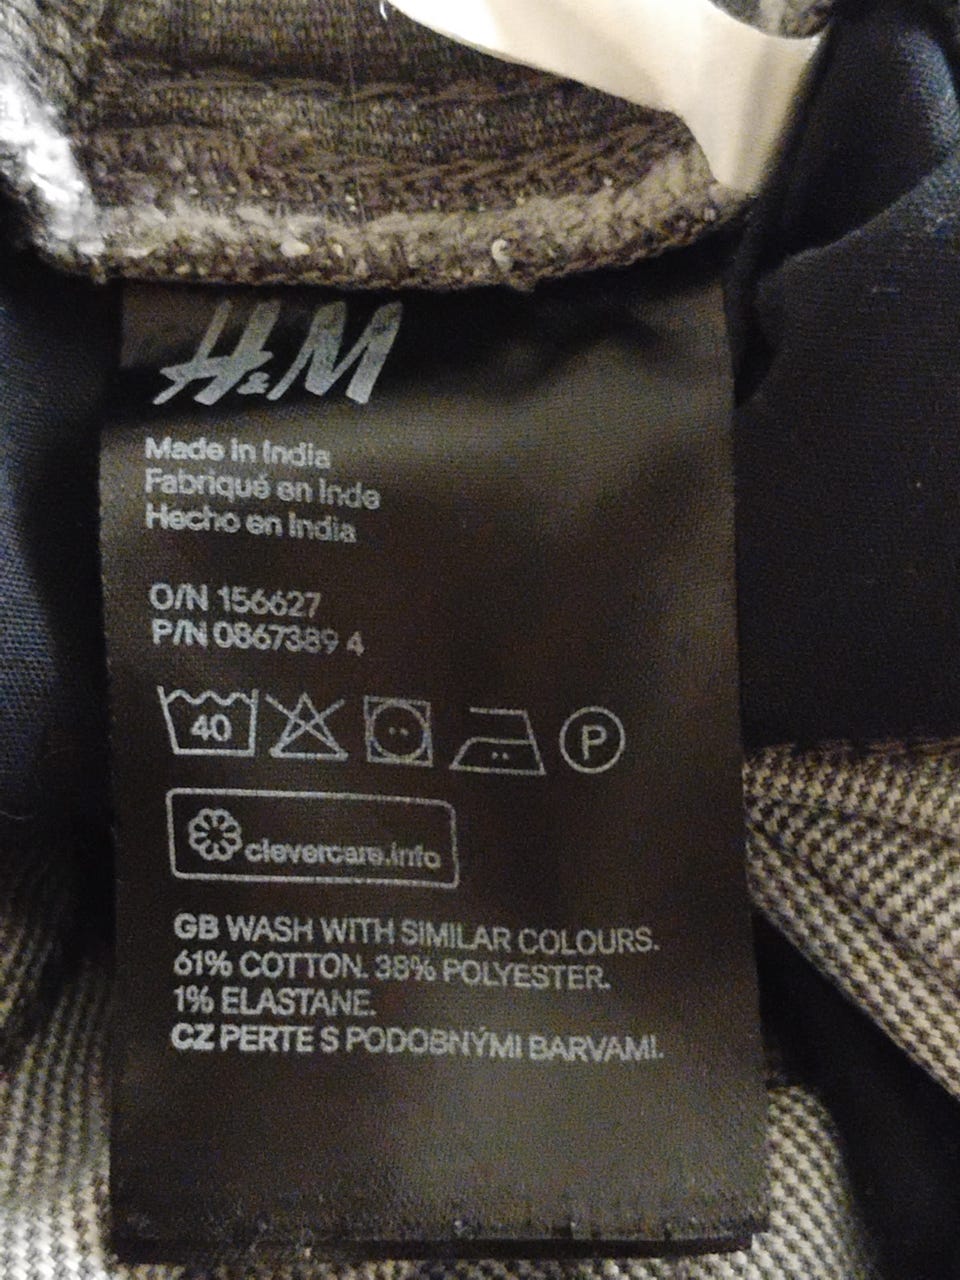 H&M
Made in India
Fabriqué en Inde
Hecho en India
O/N 156627
P/N 0867389 4
40 P
clevercare.info
GB WASH WITH SIMILAR COLOURS.
61% COTTON. 38% POLYESTER.
1% ELASTANE.
CZ PERTE S PODOBNÝMI BARVAMI.